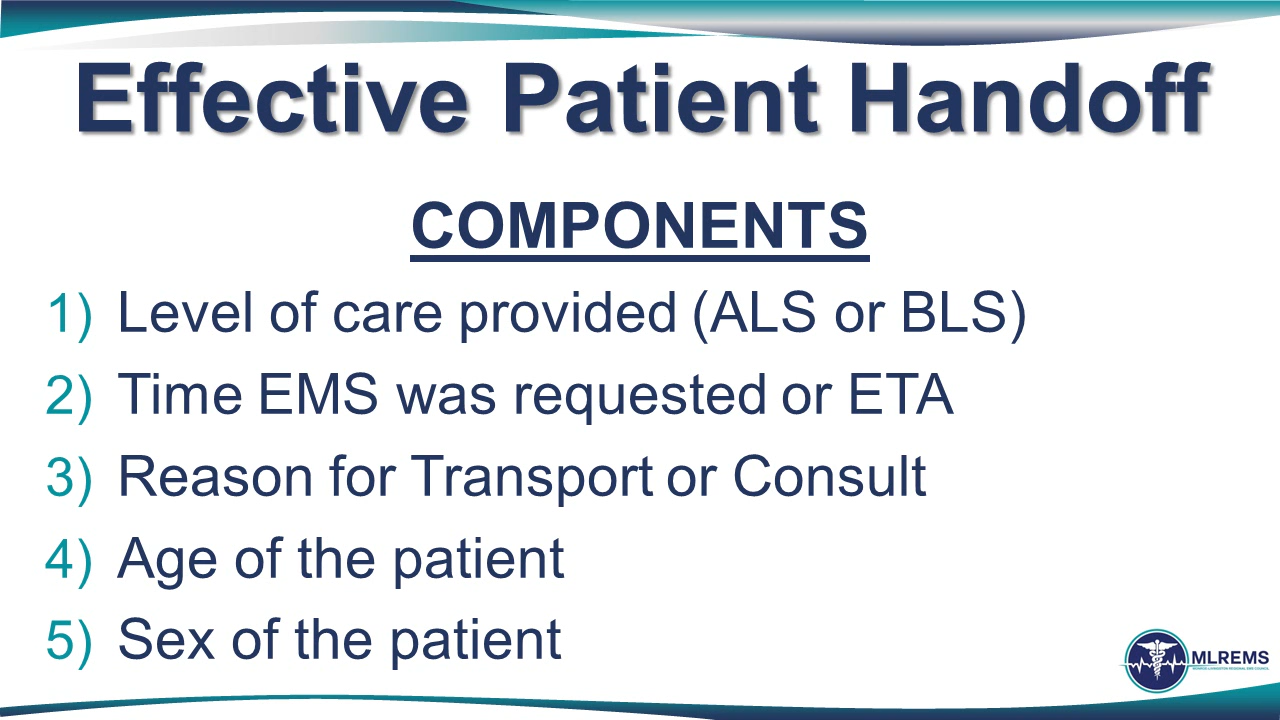 Effective Patient Handoff
COMPONENTS
1) Level of care provided (ALS or BLS)
2) Time EMS was requested or ETA
3) Reason for Transport or Consult
4) Age of the patient
5) Sex of the patient
MLREMS